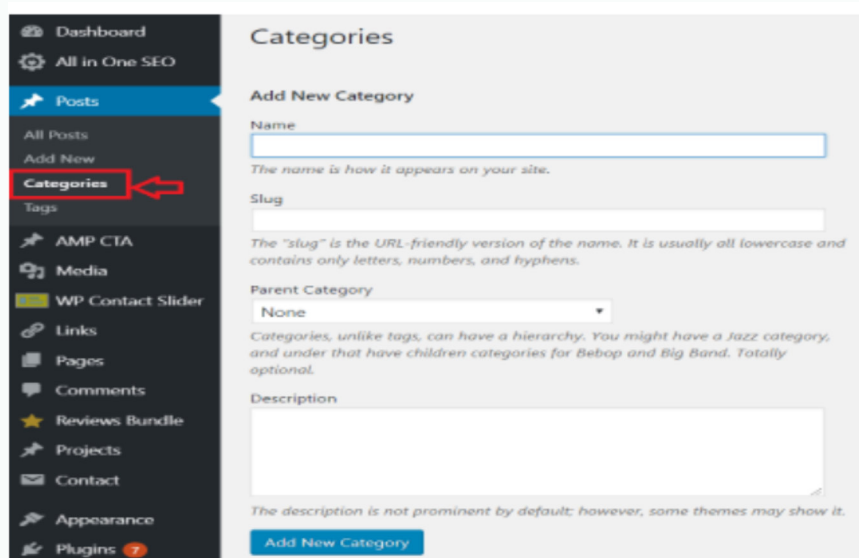 Dashboard
All in One SEO
Posts
All Posts
Add New
Categories
Tags
AMP CTA
Media
WP Contact Slider
Links
Pages
Comments
Reviews Bundle
Projects
Contact
Appearance
Plugins 7
Categories
Add New Category
Name
The name is how it appears on your site.
Slug
The "slug" is the URL-friendly version of the name. It is usually all lowercase and
contains only letters, numbers, and hyphens.
Parent Category
None
Categories, unlike tags, can have a hierarchy. You might have a Jazz category,
and under that have children categories for Bebop and Big Band. Totally
optional.
Description
The description is not prominent by default; however, some themes may show it.
Add New Category